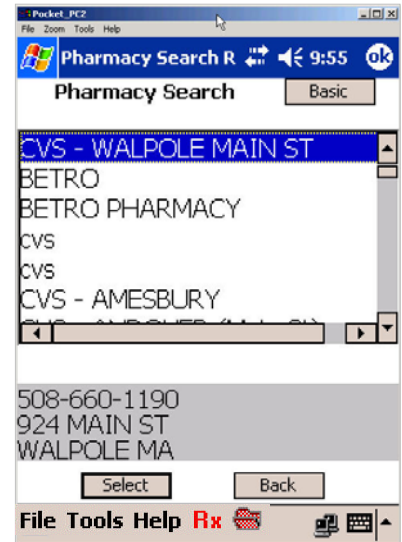 Pocket_PC2
File Zoom Tools Help
Pharmacy Search R 9:55 ok
Pharmacy Search Basic
CVS - WALPOLE MAIN ST
BETRO
BETRO PHARMACY
cvs
cvs
CVS - AMESBURY
508-660-1190
924 MAIN ST
WALPOLE MA
Select Back
File Tools Help Rx